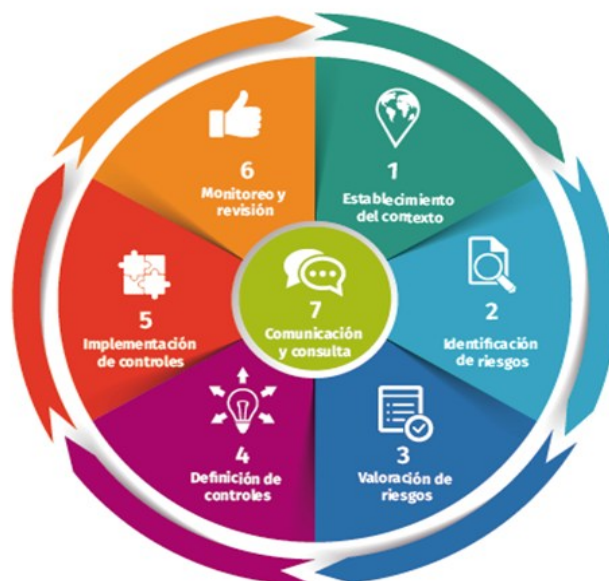 1
Establecimiento
del contexto
2
Identificación
de riesgos
3
Valoración de
riesgos
4
Definición de
controles
5
Implementación
de controles
6
Monitoreo y
revisión
7
Comunicación
y consulta